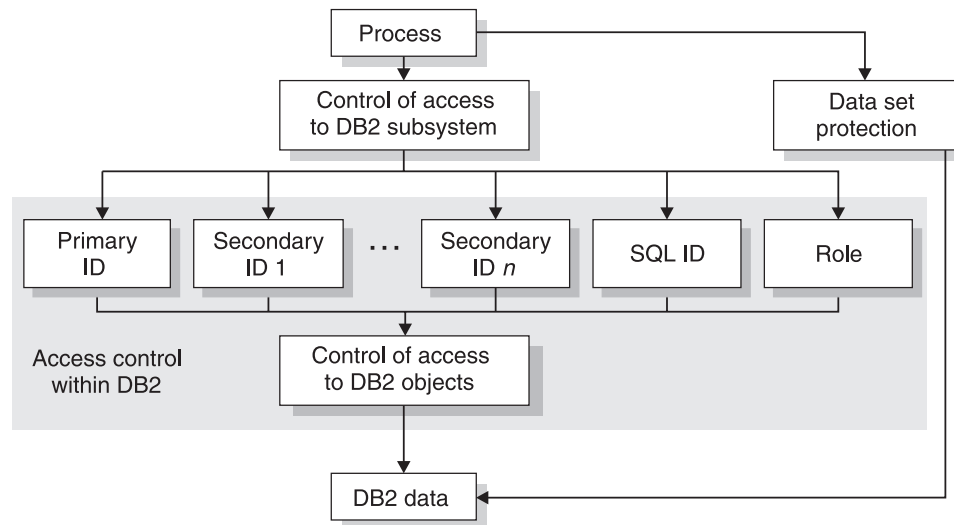 Process
Control of access
to DB2 subsystem
Data set
protection
Primary
ID
Secondary
ID 1
...
Secondary
ID n
SQL ID
Role
Access control
within DB2
Control of access
to DB2 objects
DB2 data